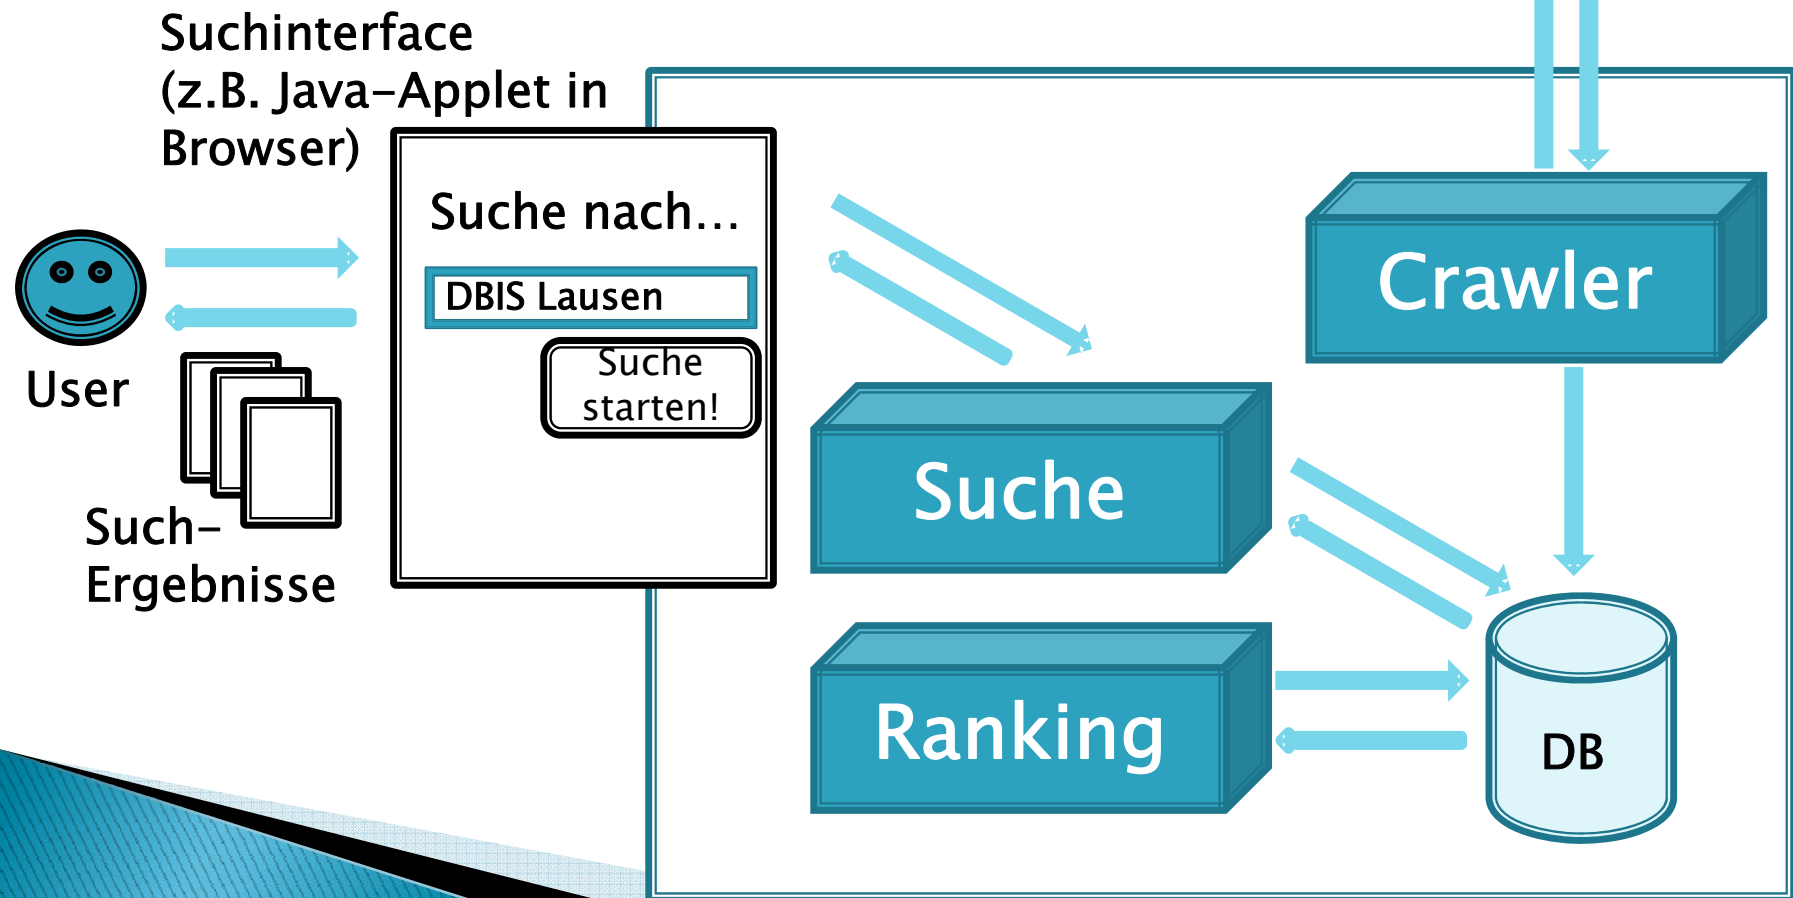 Suchinterface
(z.B. Java-Applet in
Browser)
Suche nach...
DBIS Lausen
Suche
starten!
User
Such-
Ergebnisse
Crawler
Suche
Ranking
DB